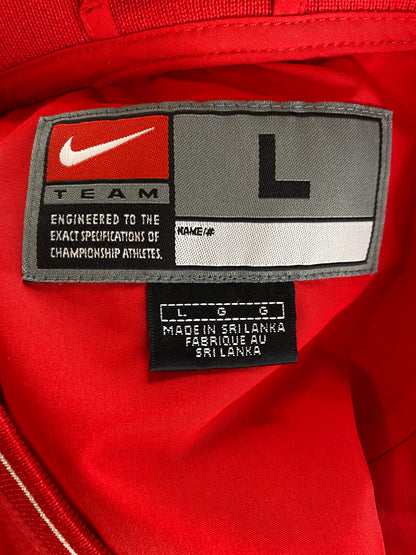 TEAM
ENGINEERED TO THE
EXACT SPECIFICATIONS OF
CHAMPIONSHIP ATHLETES.
L
NAME/#
L G G
MADE IN SRI LANKA
FABRIQUE AU
SRI LANKA